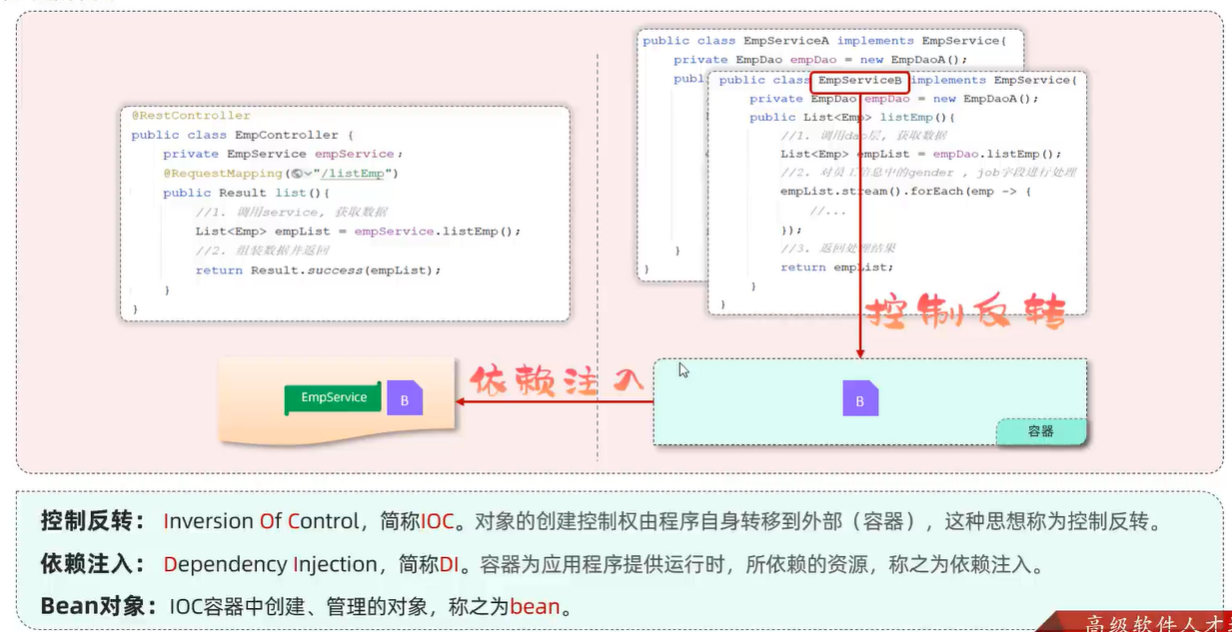 @RestController
public class EmpController {
private EmpService empService;
@RequestMapping("/listEmp")
public Result list(){
//1. 调用service, 获取数据
List<Emp> empList = empService.listEmp();
//2. 组装数据并返回
return Result.success(empList);
}
}
public class EmpServiceA implements EmpService{
private EmpDao empDao = new EmpDaoA();
publ
}
}
public class EmpServiceB implements EmpService{
private EmpDao empDao = new EmpDaoA();
public List<Emp> listEmp(){
//1. 调用dao层, 获取数据
List<Emp> empList = empDao.listEmp();
//2. 对员工信息中的gender , job字段进行处理
empList.stream().forEach(emp -> {
//...
});
//3. 返回处理结果
return empList;
}
}
控制反转
依赖注入
EmpService
B
B
容器
控制反转： Inversion Of Control，简称IOC。对象的创建控制权由程序自身转移到外部（容器），这种思想称为控制反转。
依赖注入： Dependency Injection，简称DI。容器为应用程序提供运行时，所依赖的资源，称之为依赖注入。
Bean对象：IOC容器中创建、管理的对象，称之为bean。
高级软件人才